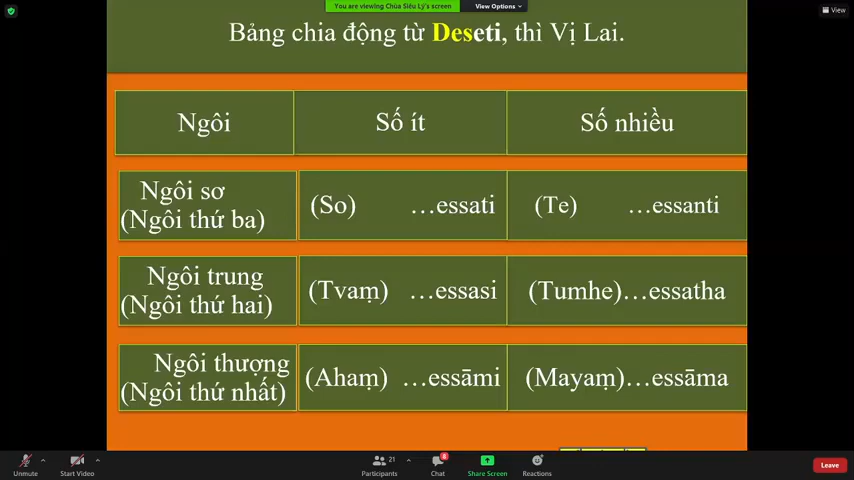 You are viewing Chùa Siêu Lý's screen
View Options
View
Bảng chia động từ Deseti, thì Vị Lai.
Ngôi Số ít Số nhiều
Ngôi sơ
(Ngôi thứ ba)
(So) …essati
(Te) …essanti
Ngôi trung
(Ngôi thứ hai)
(Tvaṃ) …essasi
(Tumhe)…essatha
Ngôi thượng
(Ngôi thứ nhất)
(Ahaṃ) …essāmi
(Mayaṃ)…essāma
Unmute
Start Video
21
Participants
8
Chat
Share Screen
Reactions
Leave